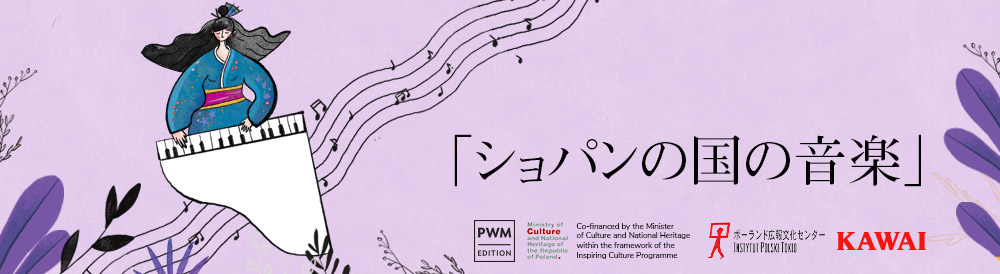 「ショパンの国の音楽」
PWM
EDITION
Ministry of
Culture
and National
Heritage of
the Republic
of Poland.
Co-financed by the Minister
of Culture and National Heritage
within the framework of the
Inspiring Culture Programme
ポーランド広報文化センター
INSTYTUT POLSKI TOKIO
KAWAI